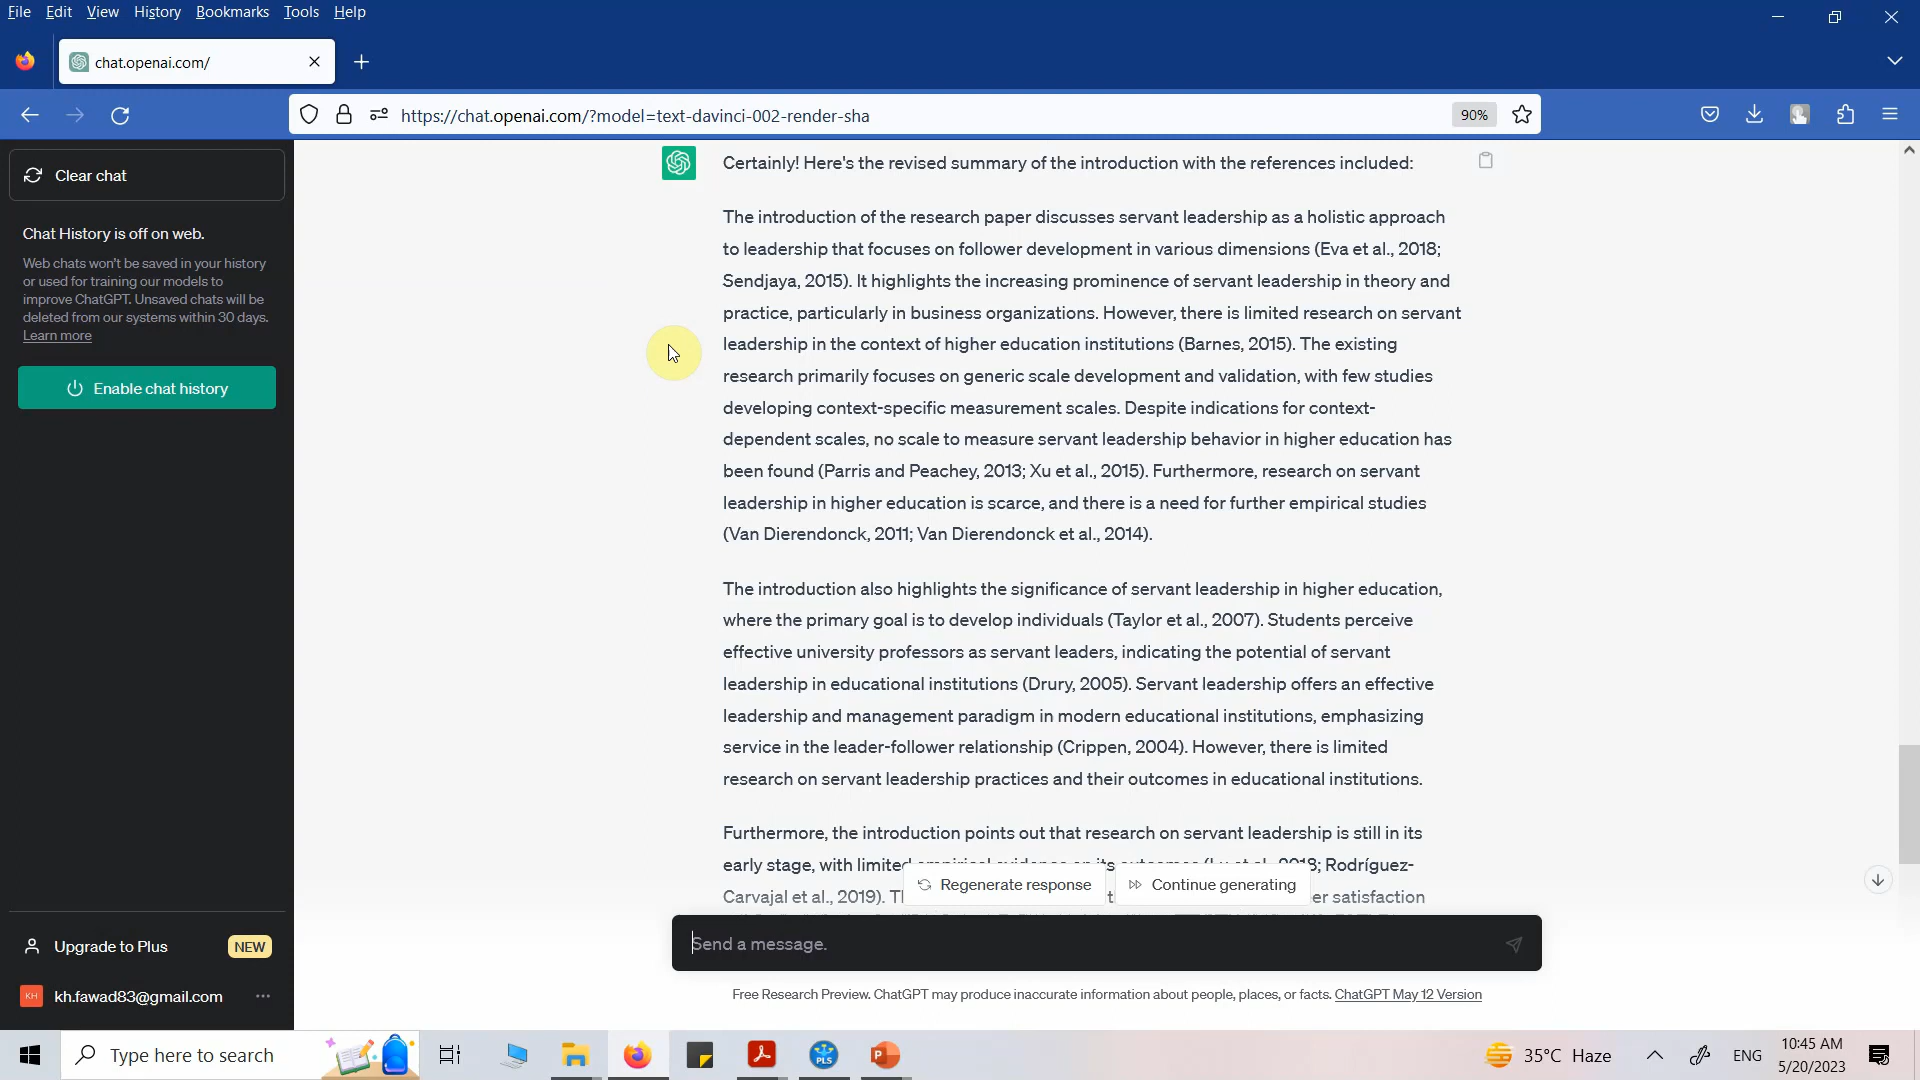 File Edit View History Bookmarks Tools Help
chat.openai.com/
https://chat.openai.com/?model=text-davinci-002-render-sha
90%
Clear chat
Chat History is off on web.
Web chats won't be saved in your history
or used for training our models to
improve ChatGPT. Unsaved chats will be
deleted from our systems within 30 days.
Learn more
Enable chat history
Upgrade to Plus NEW
KH kh.fawad83@gmail.com
Certainly! Here's the revised summary of the introduction with the references included:
The introduction of the research paper discusses servant leadership as a holistic approach
to leadership that focuses on follower development in various dimensions (Eva et al., 2018;
Sendjaya, 2015). It highlights the increasing prominence of servant leadership in theory and
practice, particularly in business organizations. However, there is limited research on servant
leadership in the context of higher education institutions (Barnes, 2015). The existing
research primarily focuses on generic scale development and validation, with few studies
developing context-specific measurement scales. Despite indications for context-
dependent scales, no scale to measure servant leadership behavior in higher education has
been found (Parris and Peachey, 2013; Xu et al., 2015). Furthermore, research on servant
leadership in higher education is scarce, and there is a need for further empirical studies
(Van Dierendonck, 2011; Van Dierendonck et al., 2014).
The introduction also highlights the significance of servant leadership in higher education,
where the primary goal is to develop individuals (Taylor et al., 2007). Students perceive
effective university professors as servant leaders, indicating the potential of servant
leadership in educational institutions (Drury, 2005). Servant leadership offers an effective
leadership and management paradigm in modern educational institutions, emphasizing
service in the leader-follower relationship (Crippen, 2004). However, there is limited
research on servant leadership practices and their outcomes in educational institutions.
Furthermore, the introduction points out that research on servant leadership is still in its
early stage, with limited empirical evidence on its outcomes (Lu et al., 2018; Rodríguez-
Carvajal et al., 2019). er satisfaction
Regenerate response Continue generating
Send a message.
Free Research Preview. ChatGPT may produce inaccurate information about people, places, or facts. ChatGPT May 12 Version
Type here to search
PLS
35°C Haze
ENG
10:45 AM
5/20/2023